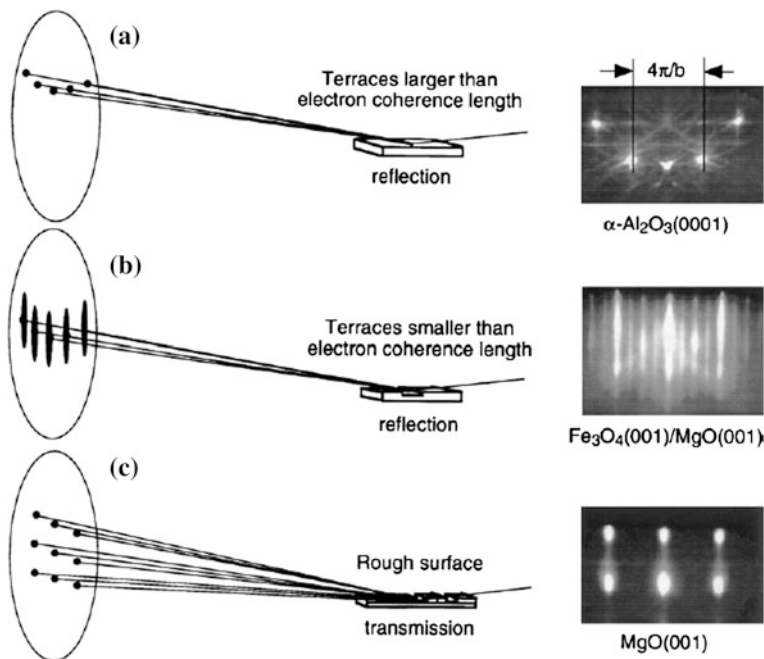 (a)
Terraces larger than
electron coherence length
reflection
4π/b
α-Al₂O₃(0001)
(b)
Terraces smaller than
electron coherence length
reflection
Fe₃O₄(001)/MgO(001)
(c)
Rough surface
transmission
MgO(001)